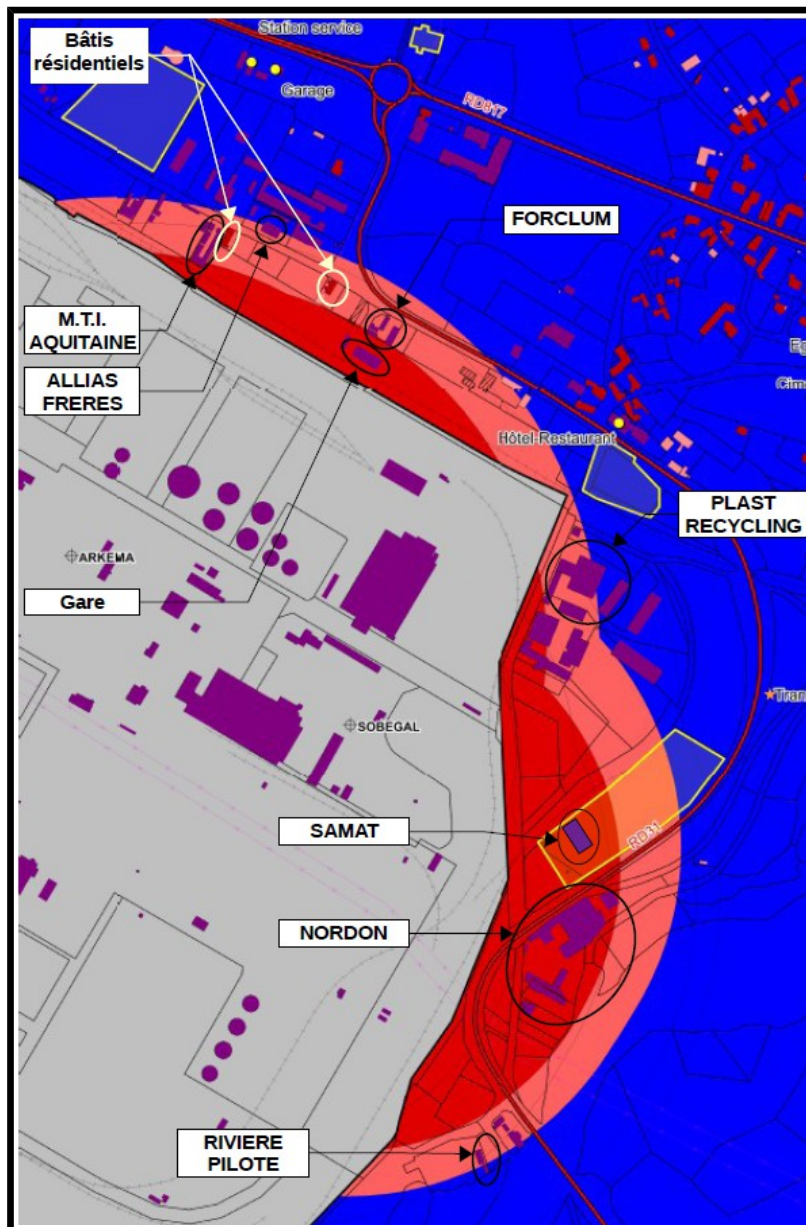 Station service
Bâtis
résidentiels
Garage
RD817
FORCLUM
M.T.I.
AQUITAINE
ALLIAS
FRERES
Hôtel-Restaurant
PLAST
RECYCLING
ARKEMA
Gare
SOBEGAL
SAMAT
RD31
NORDON
RIVIERE
PILOTE